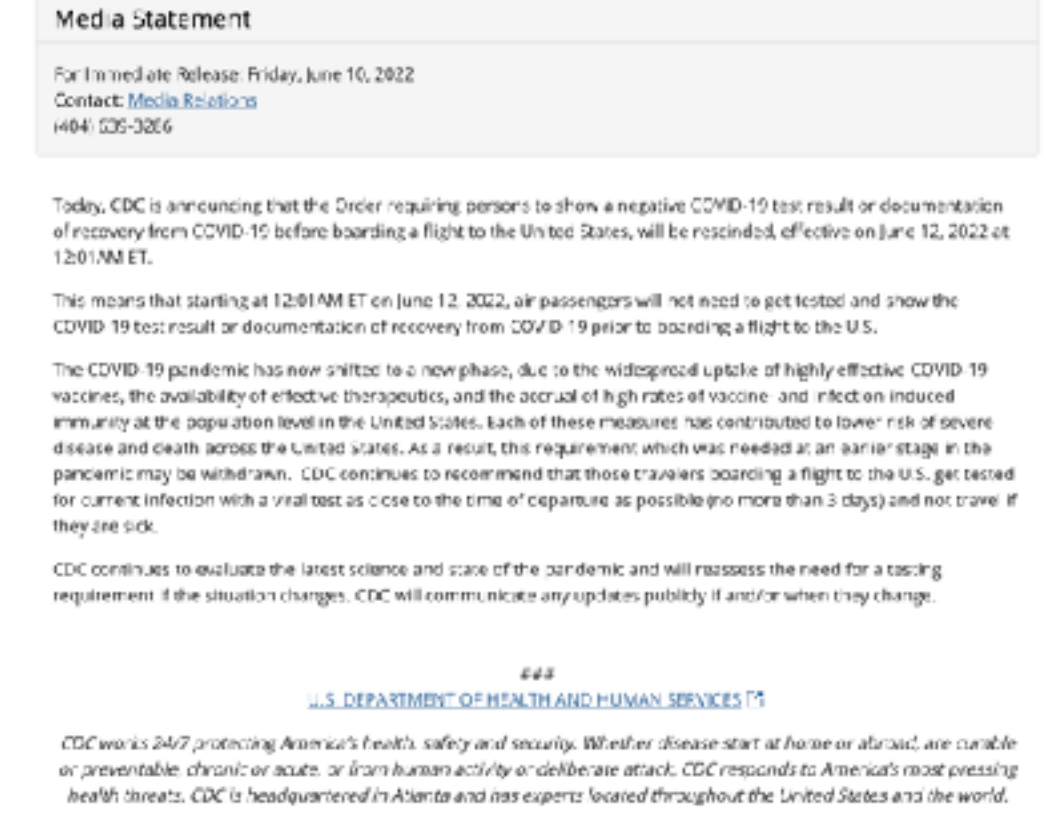 Media Statement
For Immediate Release: Friday, June 10, 2022
Contact: Media Relations
(404) 639-3286
Today, CDC is announcing that the Order requiring persons to show a negative COVID-19 test result or documentation
of recovery from COVID-19 before boarding a flight to the United States, will be rescinded, effective on June 12, 2022 at
12:01AM ET.
This means that starting at 12:01AM ET on June 12, 2022, air passengers will not need to get tested and show the
COVID-19 test result or documentation of recovery from COVID-19 prior to boarding a flight to the U.S.
The COVID-19 pandemic has now shifted to a new phase, due to the widespread uptake of highly effective COVID-19
vaccines, the availability of effective therapeutics, and the accrual of high rates of vaccine- and infection-induced
immunity at the population level in the United States. Each of these measures has contributed to lower risk of severe
disease and death across the United States. As a result, this requirement which was needed at an earlier stage in the
pandemic may be withdrawn. CDC continues to recommend that those travelers boarding a flight to the U.S. get tested
for current infection with a viral test as close to the time of departure as possible (no more than 3 days) and not travel if
they are sick.
CDC continues to evaluate the latest science and state of the pandemic and will reassess the need for a testing
requirement if the situation changes. CDC will communicate any updates publicly if and/or when they change.
###
U.S. DEPARTMENT OF HEALTH AND HUMAN SERVICES
CDC works 24/7 protecting America's health, safety and security. Whether disease start at home or abroad, are curable
or preventable, chronic or acute, or from human activity or deliberate attack, CDC responds to America's most pressing
health threats. CDC is headquartered in Atlanta and has experts located throughout the United States and the world.